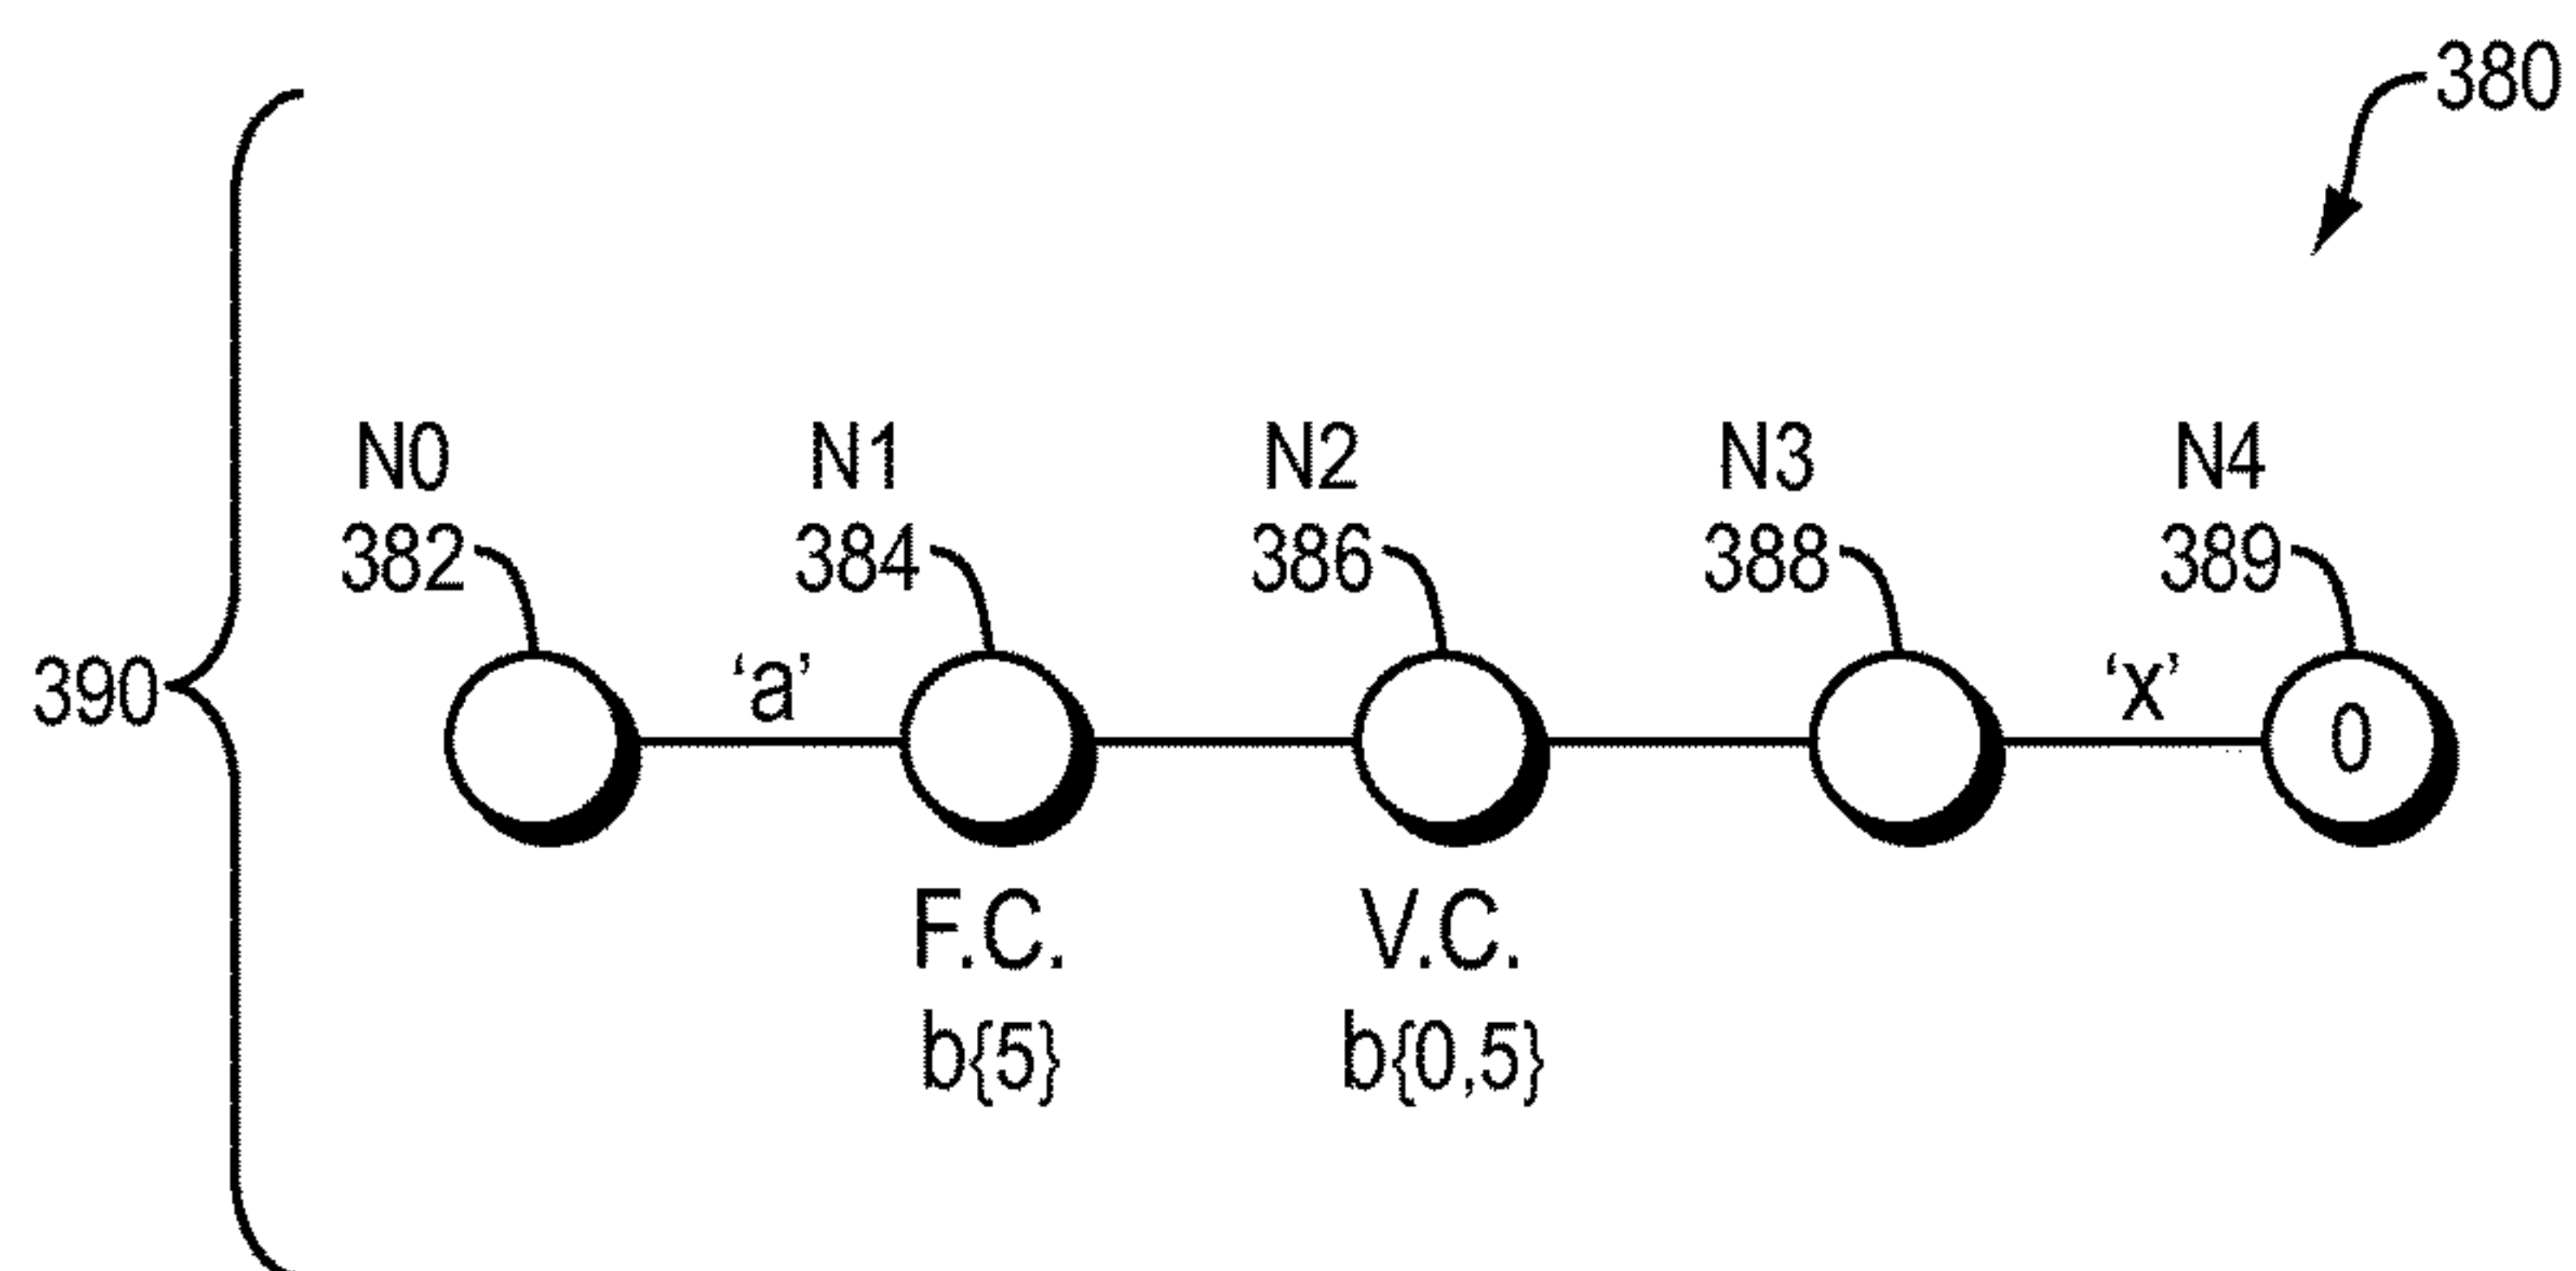 380
N0 N1 N2 N3 N4
382 384 386 388 389
390
‘a’ ‘x’
0
F.C. V.C.
b{5} b{0,5}